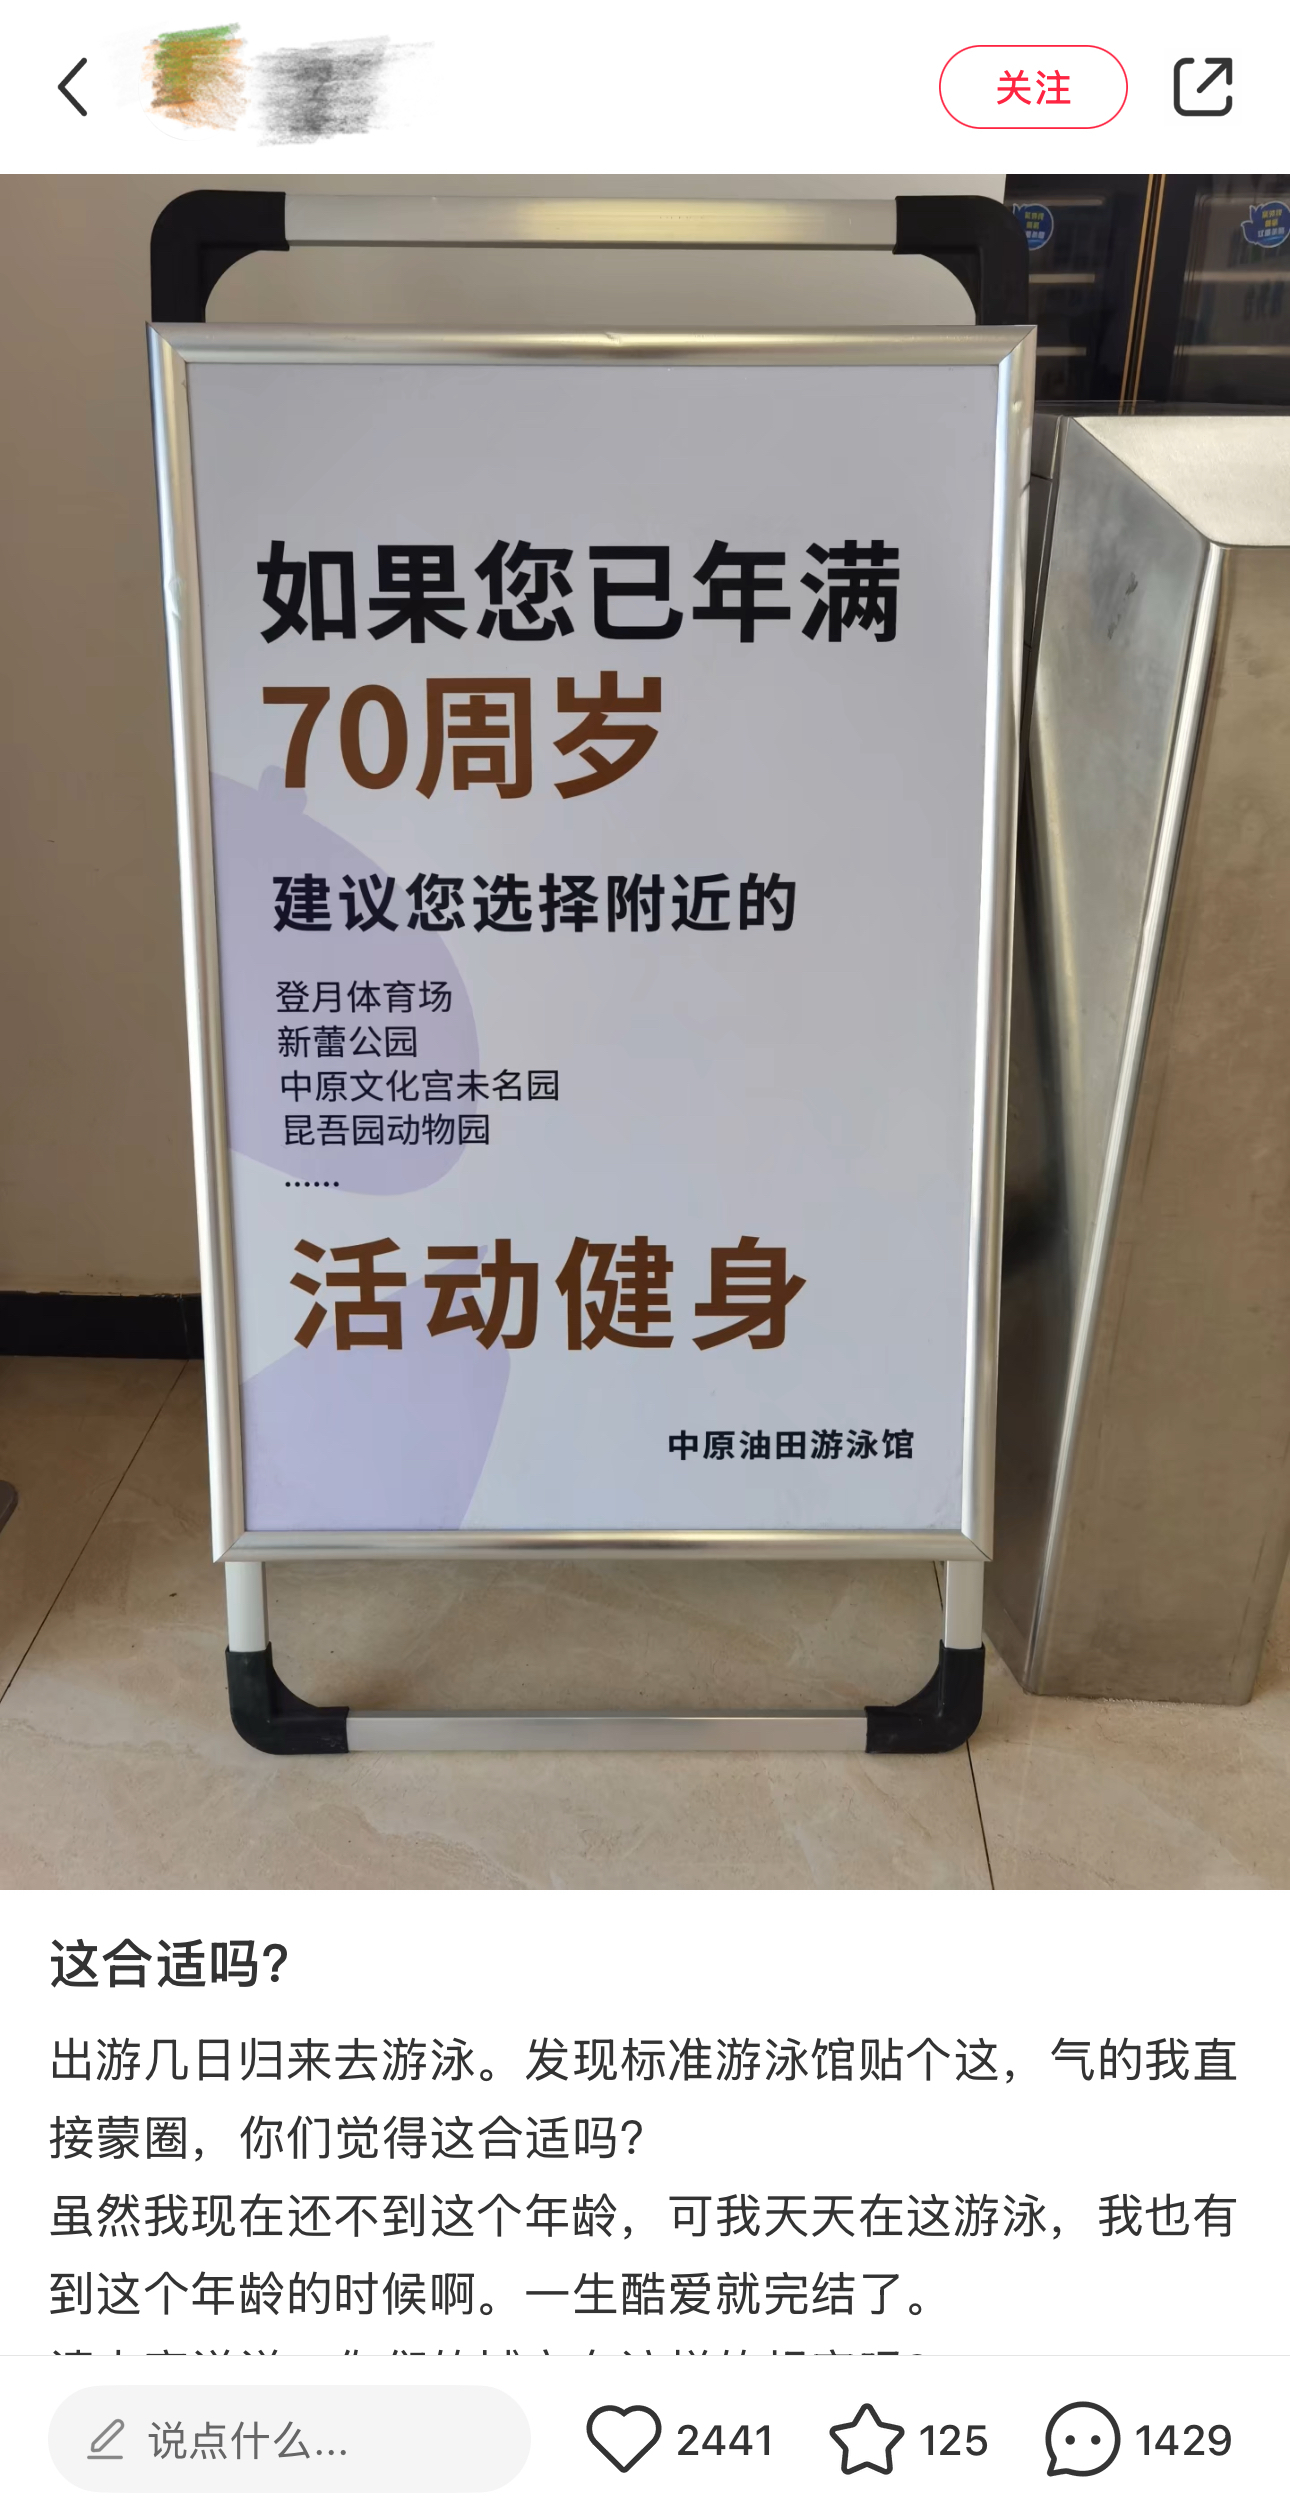 关注
如果您已年满
70周岁
建议您选择附近的
登月体育场
新蕾公园
中原文化宫未名园
昆吾园动物园
......
活动健身
中原油田游泳馆
这合适吗?
出游几日归来去游泳。发现标准游泳馆贴个这，气的我直
接蒙圈，你们觉得这合适吗?
虽然我现在还不到这个年龄，可我天天在这游泳，我也有
到这个年龄的时候啊。一生酷爱就完结了。
说点什么...
2441
125
1429